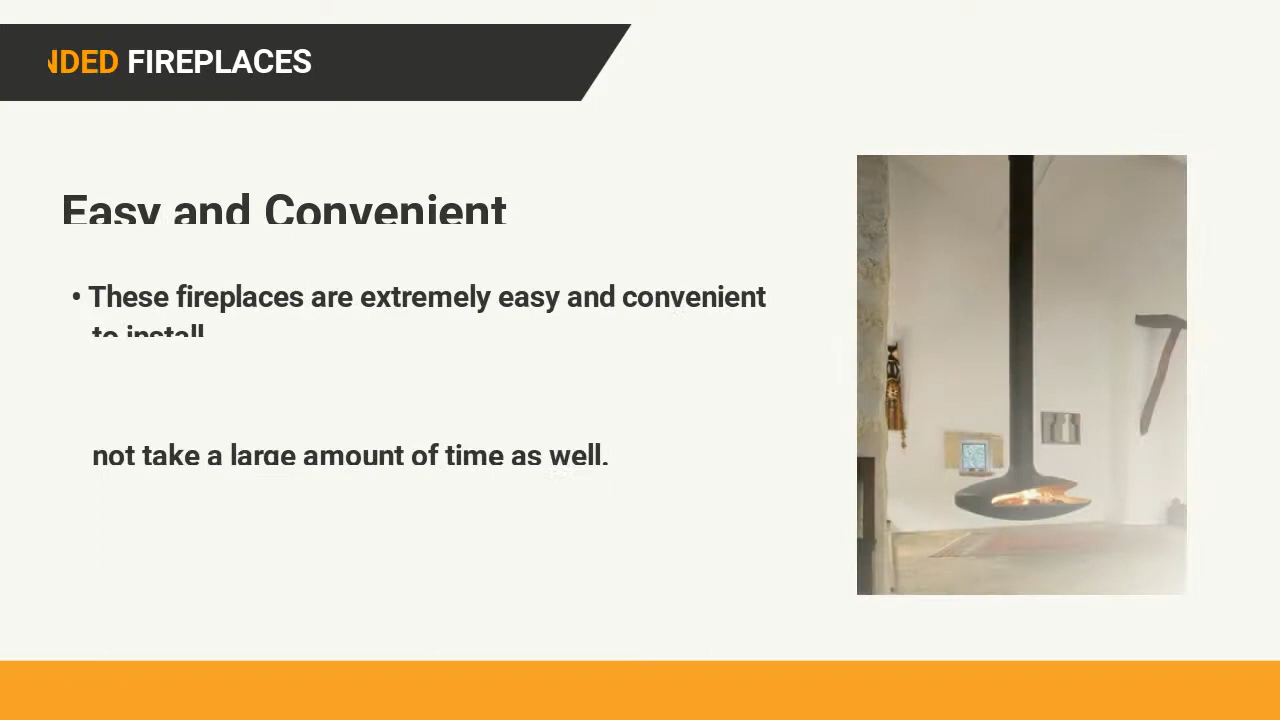 NDED FIREPLACES
Easy and Convenient
• These fireplaces are extremely easy and convenient
to install
not take a large amount of time as well.